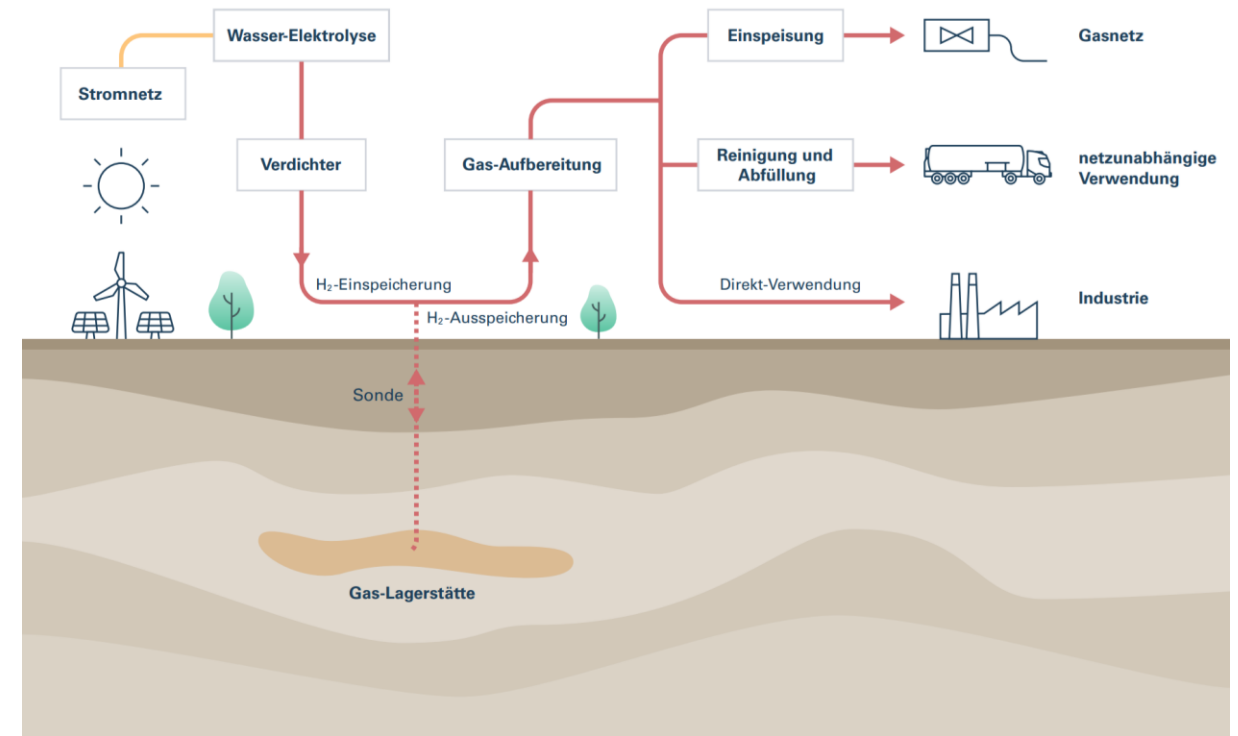 Wasser-Elektrolyse
Stromnetz
Verdichter
Gas-Aufbereitung
Einspeisung
Gasnetz
Reinigung und
Abfüllung
netzunabhängige
Verwendung
H₂-Einspeicherung
H₂-Ausspeicherung
Direkt-Verwendung
Industrie
Sonde
Gas-Lagerstätte